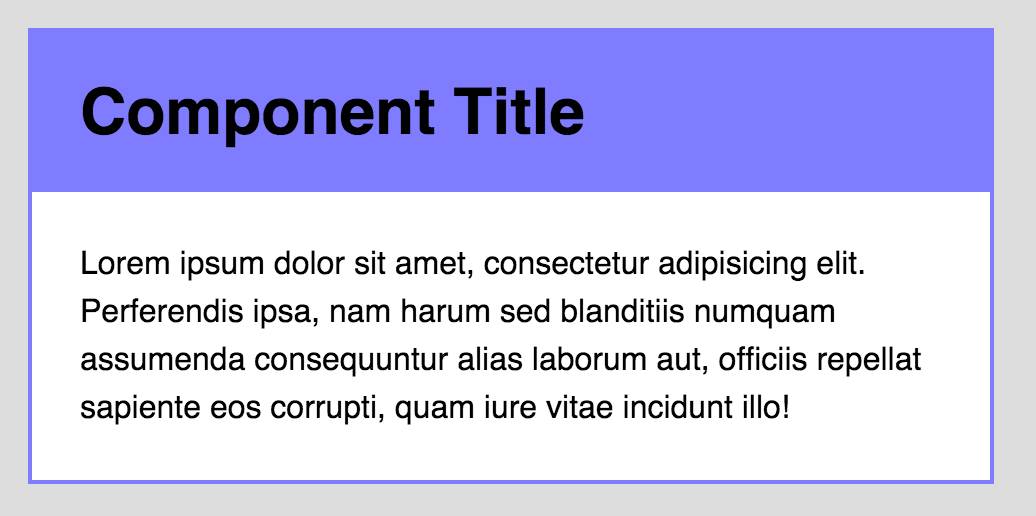 Component Title
Lorem ipsum dolor sit amet, consectetur adipisicing elit.
Perferendis ipsa, nam harum sed blanditiis numquam
assumenda consequuntur alias laborum aut, officiis repellat
sapiente eos corrupti, quam iure vitae incidunt illo!